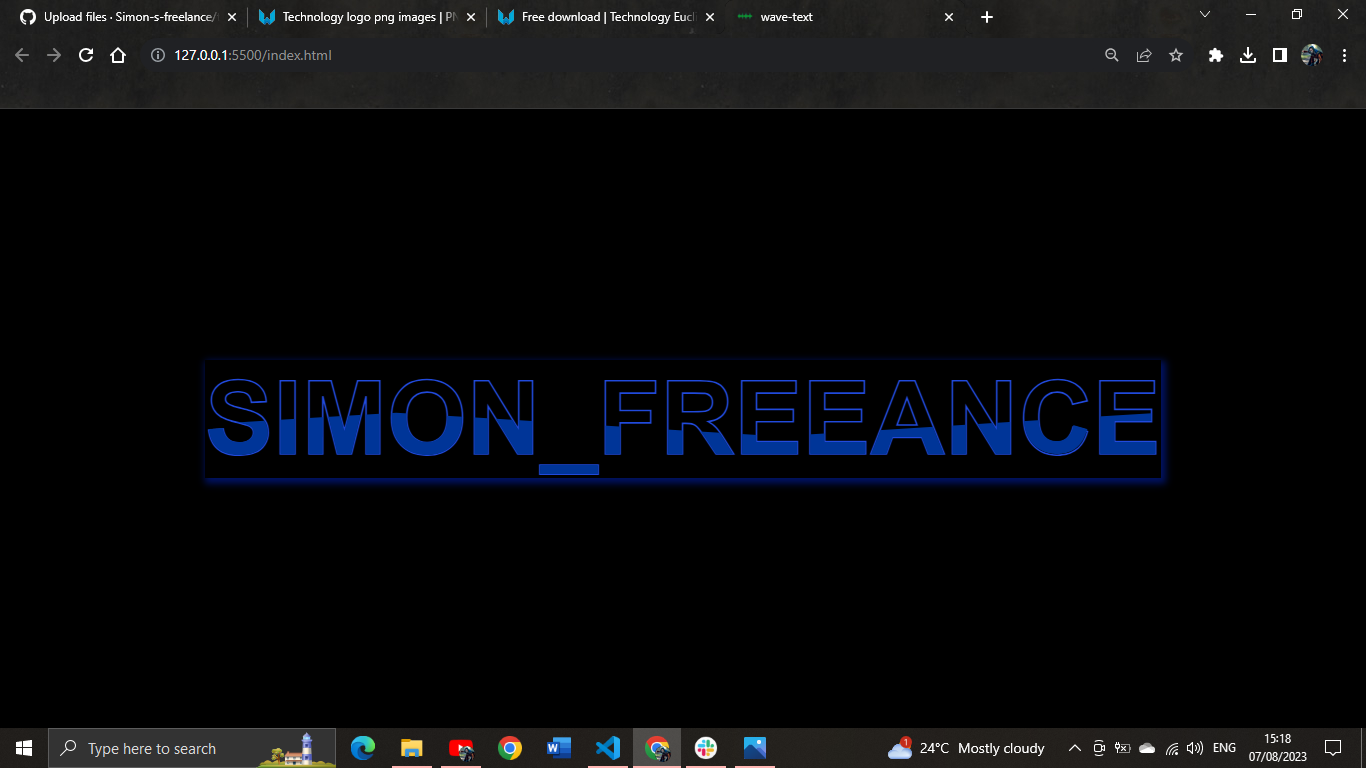 Upload files · Simon-s-freelance/
Technology logo png images | PN
Free download | Technology Eucli
wave-text
127.0.0.1:5500/index.html
SIMON_FREEANCE
Type here to search
1
24°C Mostly cloudy
ENG
15:18
07/08/2023